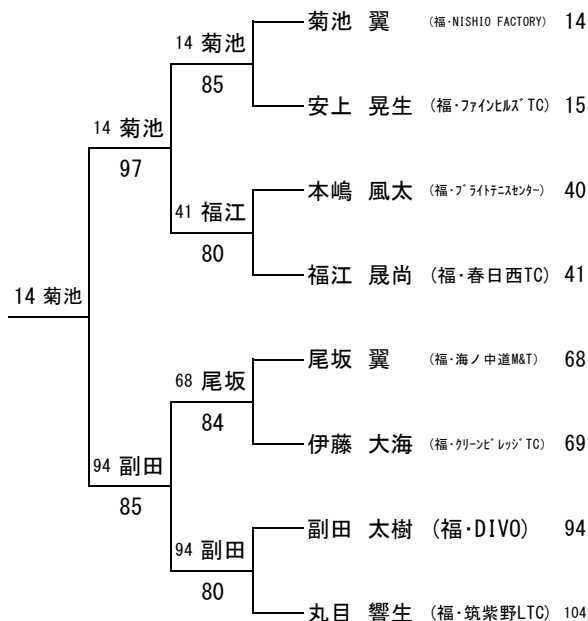 菊池 翼 (福・NISHIO FACTORY) 14
14 菊池
85
安上 晃生 (福・ファインヒルズTC) 15
14 菊池
97
本嶋 風太 (福・ブライトテニスセンター) 40
41 福江
80
福江 晟尚 (福・春日西TC) 41
14 菊池
尾坂 翼 (福・海ノ中道M&T) 68
68 尾坂
84
伊藤 大海 (福・グリーンビレッジTC) 69
94 副田
85
副田 太樹 (福・DIVO) 94
94 副田
80
丸目 響生 (福・筑紫野LTC) 104